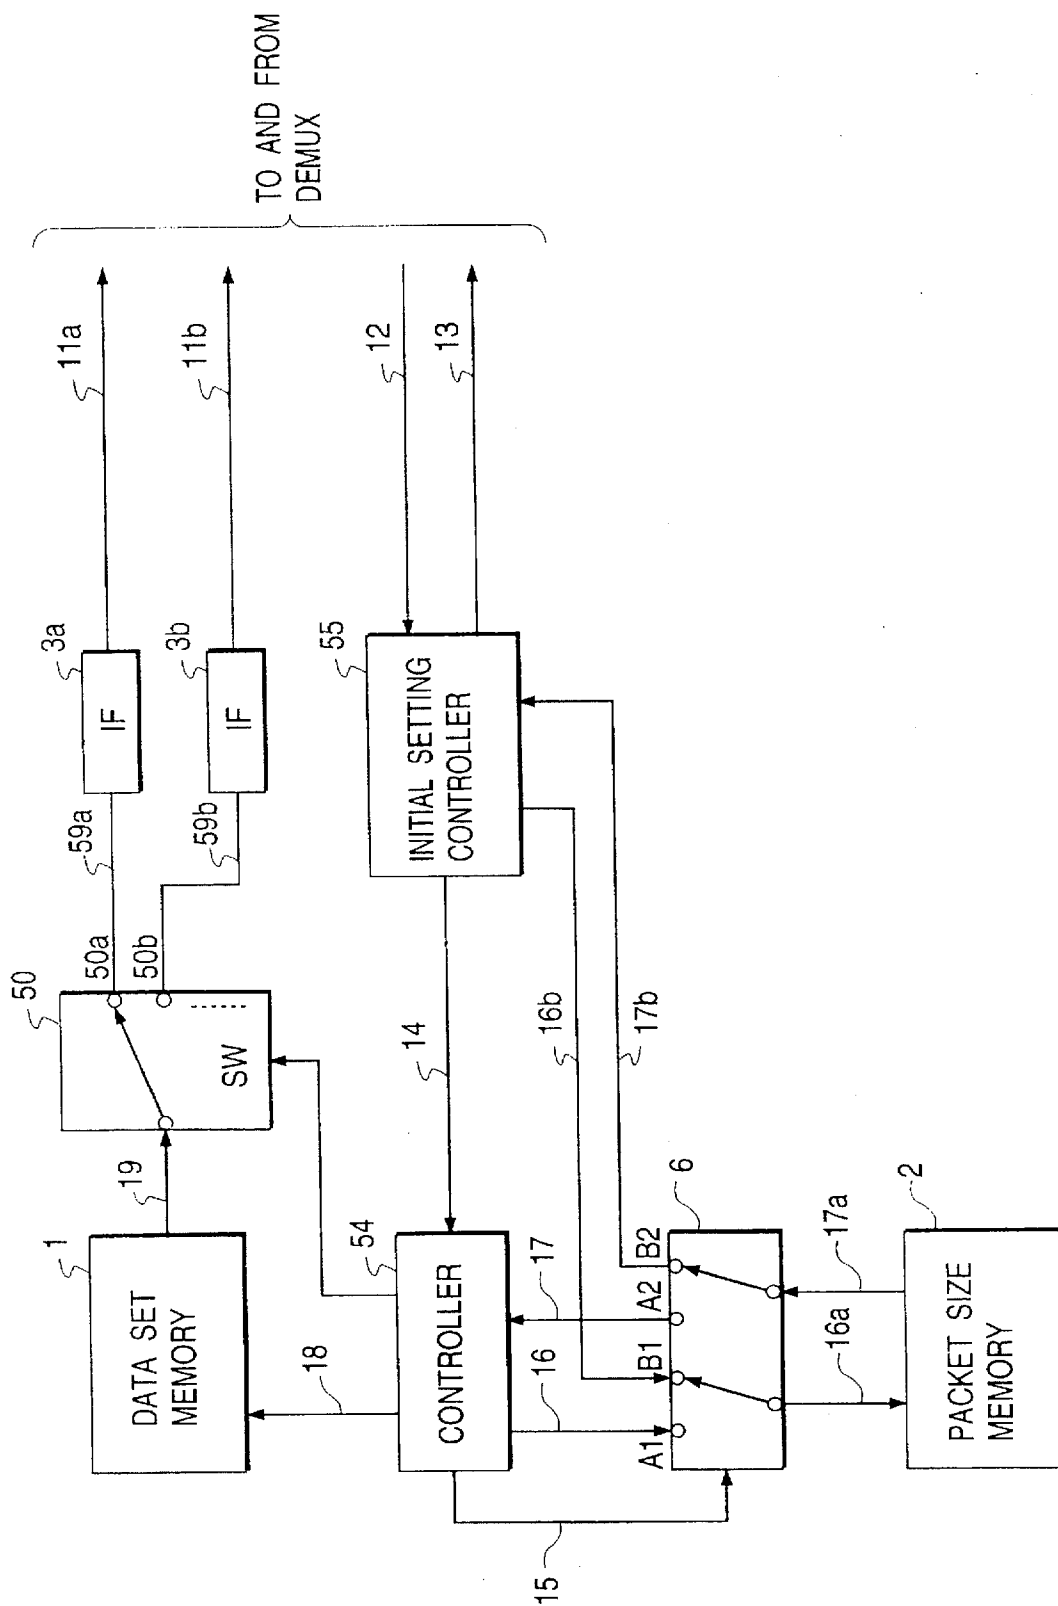 TO AND FROM
DEMUX
11a
11b
12
13
3a
IF
3b
IF
55
INITIAL SETTING
CONTROLLER
59a
59b
50
50a
50b
SW
14
16b
17b
19
1
DATA SET
MEMORY
18
54
CONTROLLER
17
16
15
6
A1
B1
A2
B2
17a
16a
2
PACKET SIZE
MEMORY